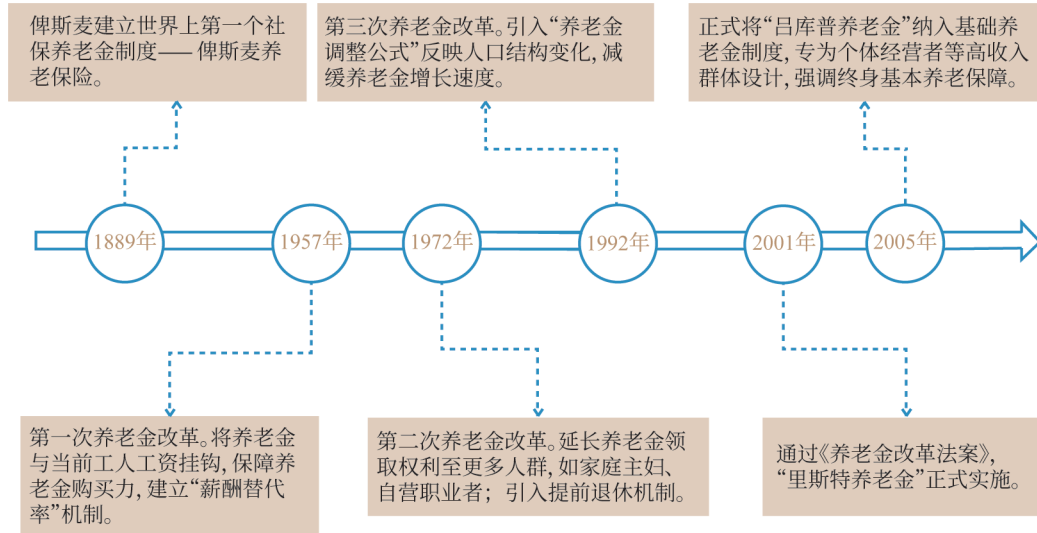 俾斯麦建立世界上第一个社
保养老金制度—— 俾斯麦养
老保险。
第三次养老金改革。引入“养老金
调整公式”反映人口结构变化, 减
缓养老金增长速度。
正式将“吕库普养老金”纳入基础养
老金制度, 专为个体经营者等高收入
群体设计, 强调终身基本养老保障。
1889年
1957年
1972年
1992年
2001年
2005年
第一次养老金改革。将养老金
与当前工人工资挂钩, 保障养
老金购买力, 建立“薪酬替代
率”机制。
第二次养老金改革。延长养老金领
取权利至更多人群, 如家庭主妇、
自营职业者；引入提前退休机制。
通过《养老金改革法案》,
“里斯特养老金”正式实施。